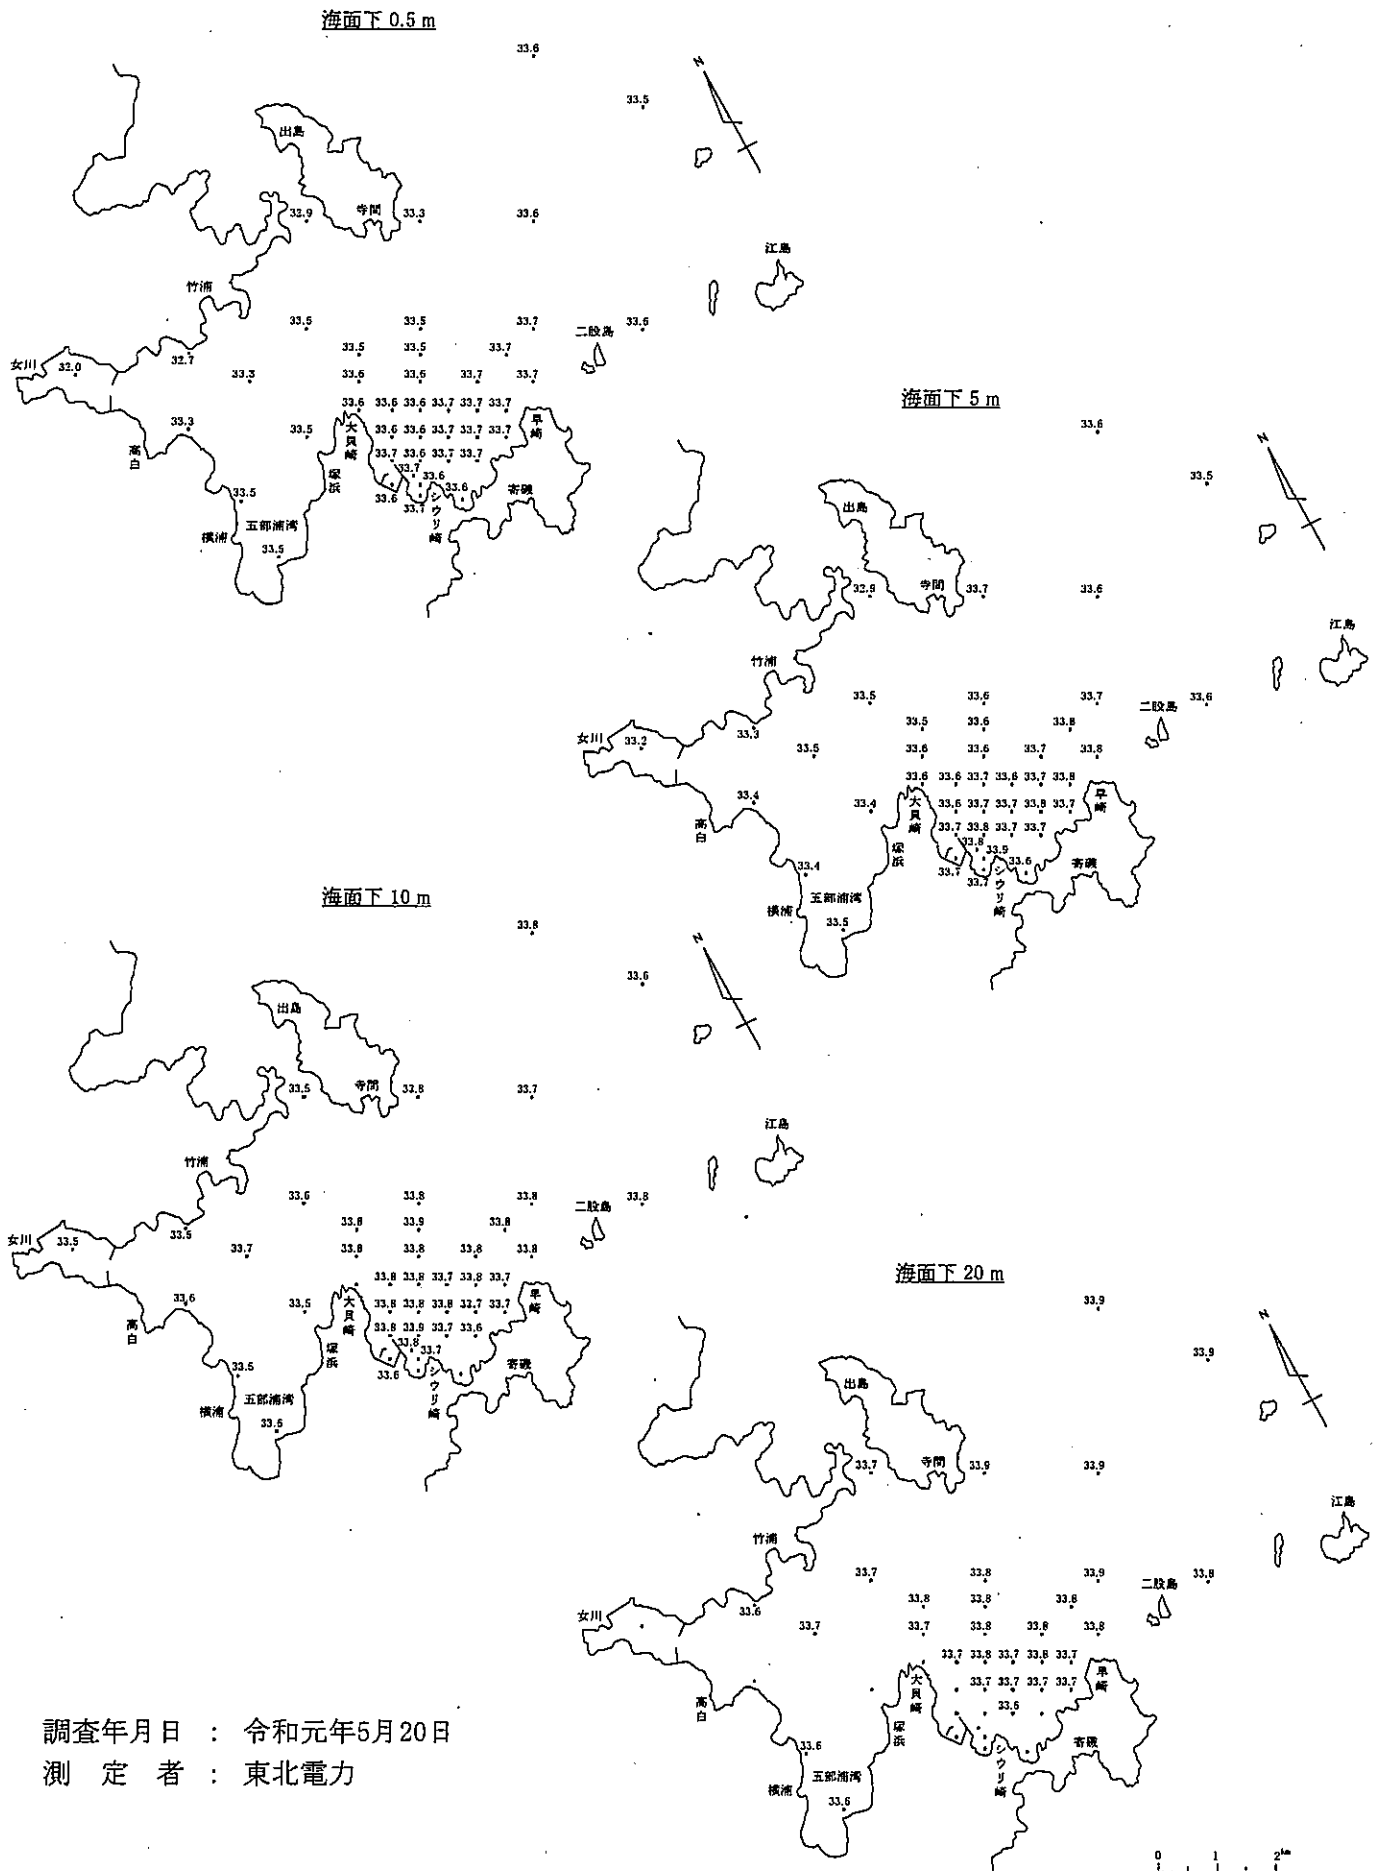 海面下 0.5 m
33.6
N
33.5
出島
32.9
寺間
33.3
33.6
江島
竹浦
33.5
33.5
33.7
33.6
二股島
女川
32.0
32.7
33.5
33.5
33.7
33.3
33.6
33.6
33.7
33.7
33.6 33.6 33.6 33.7 33.7 33.7
33.3
33.5
大貝崎
33.6 33.6 33.7 33.7 33.7
早崎
高白
塚浜
33.7 33.6 33.7 33.7
33.7
33.6
33.6
33.7
33.6
シウリ崎
寄磯
33.5
横浦
五部浦湾
33.5
海面下 5 m
33.6
N
33.5
出島
32.9
寺間
33.7
33.6
江島
竹浦
33.5
33.6
33.7
33.6
二股島
女川
33.2
33.3
33.5
33.6
33.8
33.5
33.6
33.6
33.7
33.8
33.6 33.6 33.7 33.6 33.7 33.8
33.4
33.4
大貝崎
33.6 33.7 33.7 33.8 33.7
早崎
高白
塚浜
33.7 33.8 33.7 33.7
33.8
33.9
33.7
33.7
33.6
シウリ崎
寄磯
33.4
横浦
五部浦湾
33.5
海面下 10 m
33.8
N
33.6
出島
33.5
寺間
32.8
33.7
江島
竹浦
33.6
33.8
33.8
33.8
二股島
女川
33.5
33.5
33.8
33.9
33.8
33.7
33.8
33.8
33.8
33.8
33.8 33.8 33.7 33.8 33.7
33.6
33.5
大貝崎
33.8 33.8 33.8 32.7 33.7
早崎
高白
塚浜
33.8 33.9 33.7 33.6
33.8
33.7
33.6
シウリ崎
寄磯
33.5
横浦
五部浦湾
33.6
海面下 20 m
33.9
N
33.9
出島
33.7
寺間
33.9
33.9
江島
竹浦
33.7
33.8
33.9
33.8
二股島
女川
33.6
33.8
33.8
33.8
33.7
33.7
33.8
33.8
33.8
33.7 33.8 33.7 33.8 33.7
大貝崎
33.7 33.7 33.7 33.7
早崎
高白
塚浜
33.6
シウリ崎
寄磯
33.6
横浦
五部浦湾
33.6
調査年月日 : 令和元年5月20日
測 定 者 : 東北電力
0 1 2km